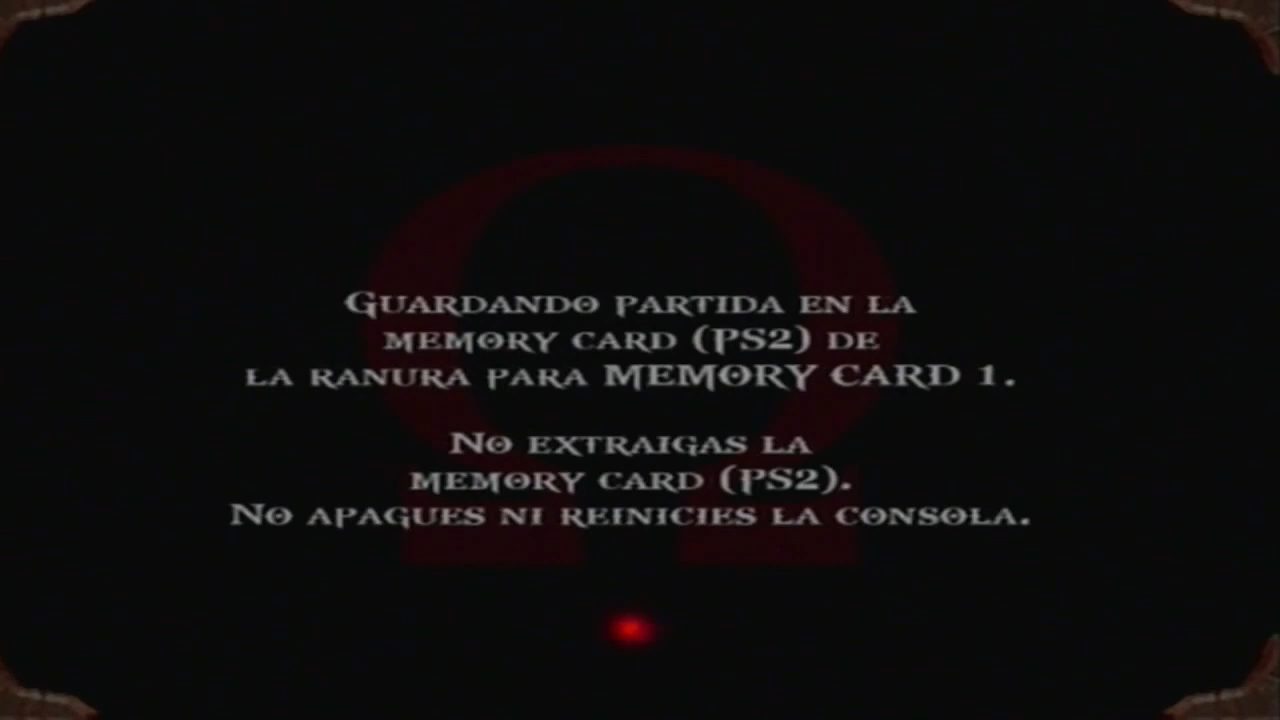 Guardando partida en la
memory card (PS2) de
la ranura para MEMORY CARD 1.
No extraigas la
memory card (PS2).
No apagues ni reinicies la consola.